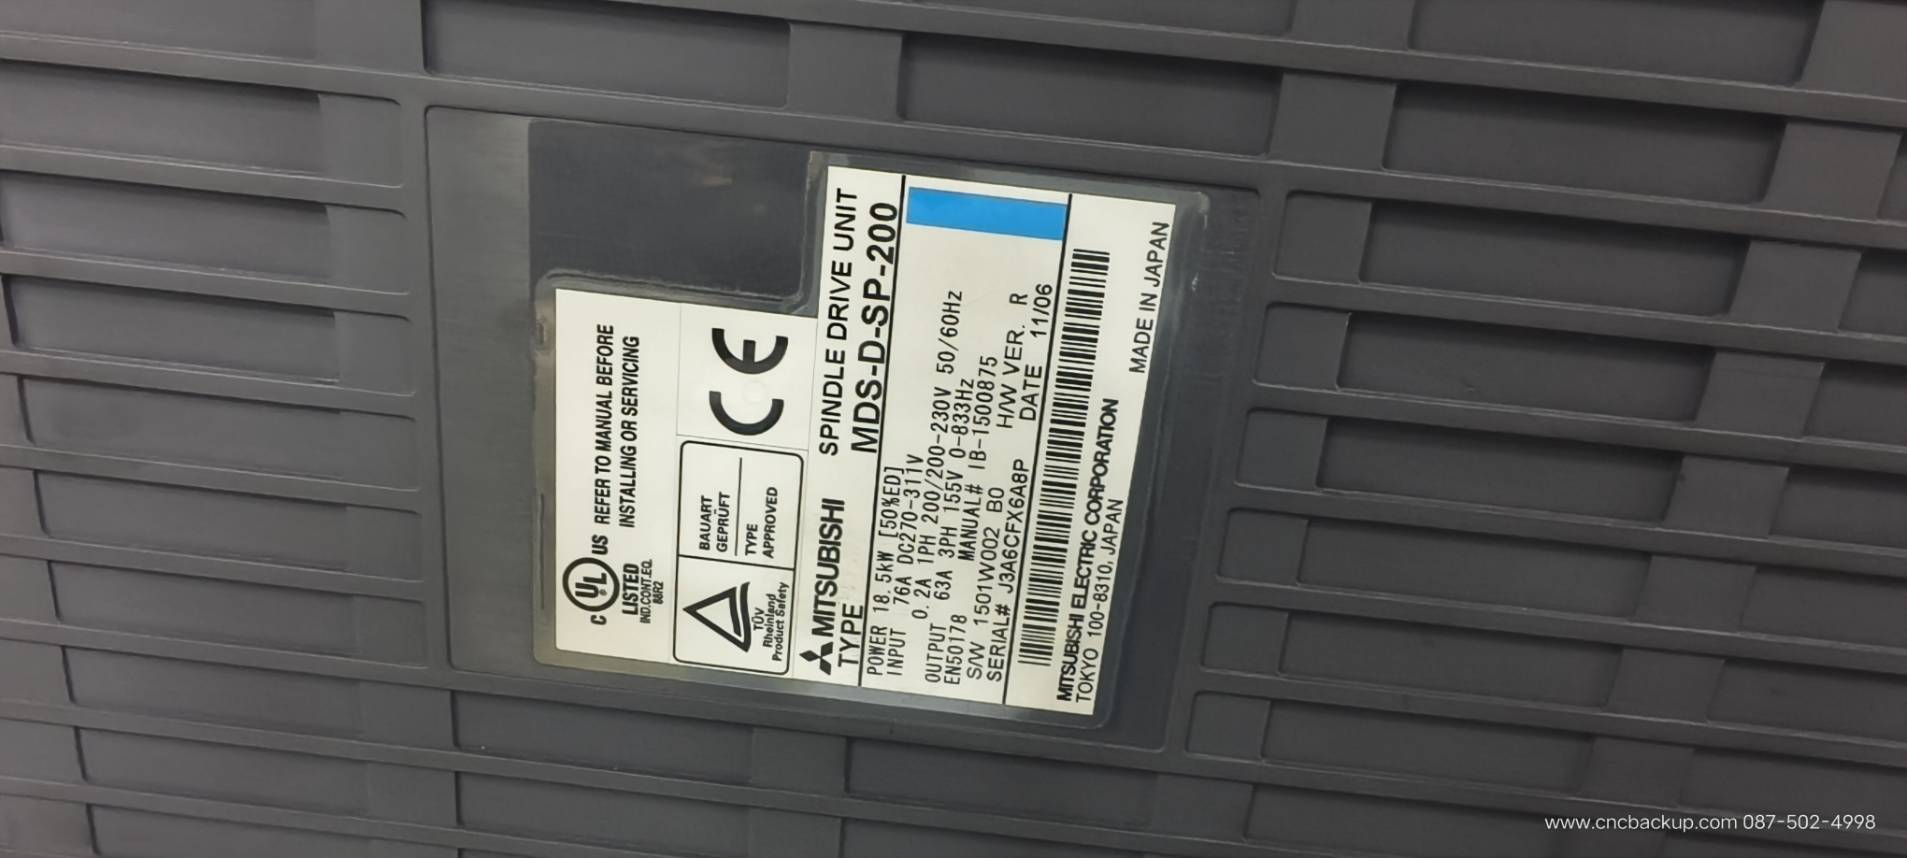 C UL US LISTED
IND.CONT.EQ.
88R2
REFER TO MANUAL BEFORE
INSTALLING OR SERVICING
TÜV
Rheinland
Product Safety
BAUART
GEPRÜFT
TYPE
APPROVED
CE
MITSUBISHI SPINDLE DRIVE UNIT
TYPE MDS-D-SP-200
POWER 18.5kW [50%ED]
INPUT 76A DC270-311V
0.2A 1PH 200/200-230V 50/60Hz
OUTPUT 63A 3PH 155V 0-833Hz
EN50178 MANUAL# IB-1500875
S/W 1501W002 B0 H/W VER. R
SERIAL# J3A6CFX6A8P DATE 11/06
MITSUBISHI ELECTRIC CORPORATION
TOKYO 100-8310, JAPAN MADE IN JAPAN
www.cncbackup.com 087-502-4998